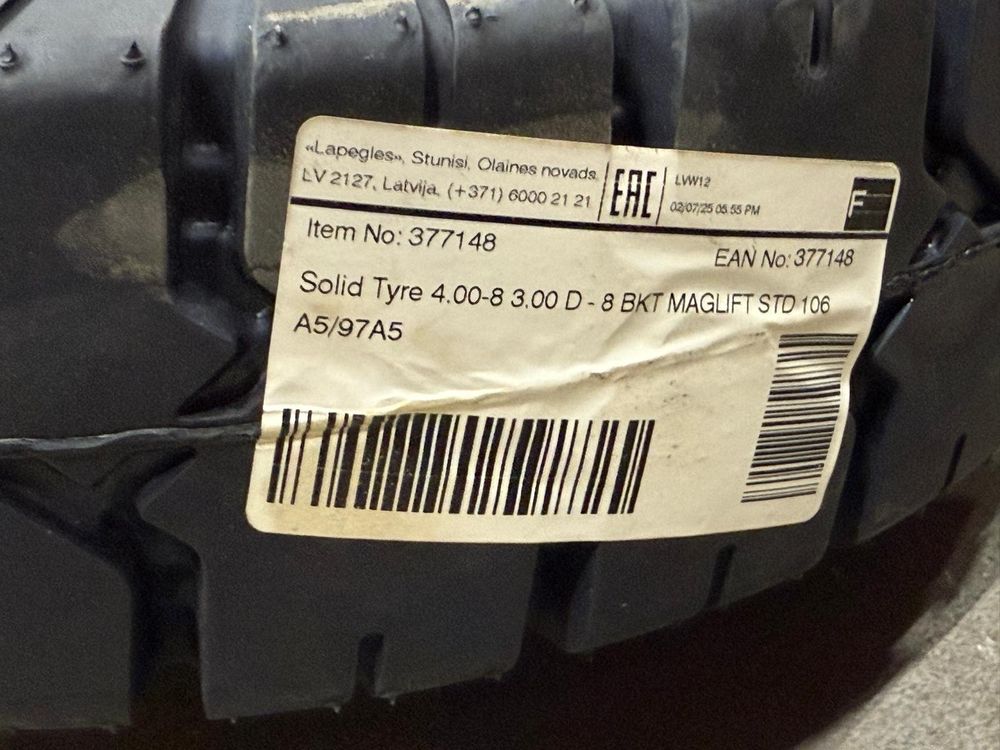 «Lapegles», Stunisi, Olaines novads,
LV 2127, Latvija, (+371) 6000 21 21
EAC
LVW12
02/07/25 05:55 PM
F
Item No: 377148
EAN No: 377148
Solid Tyre 4.00-8 3.00 D - 8 BKT MAGLIFT STD 106
A5/97A5